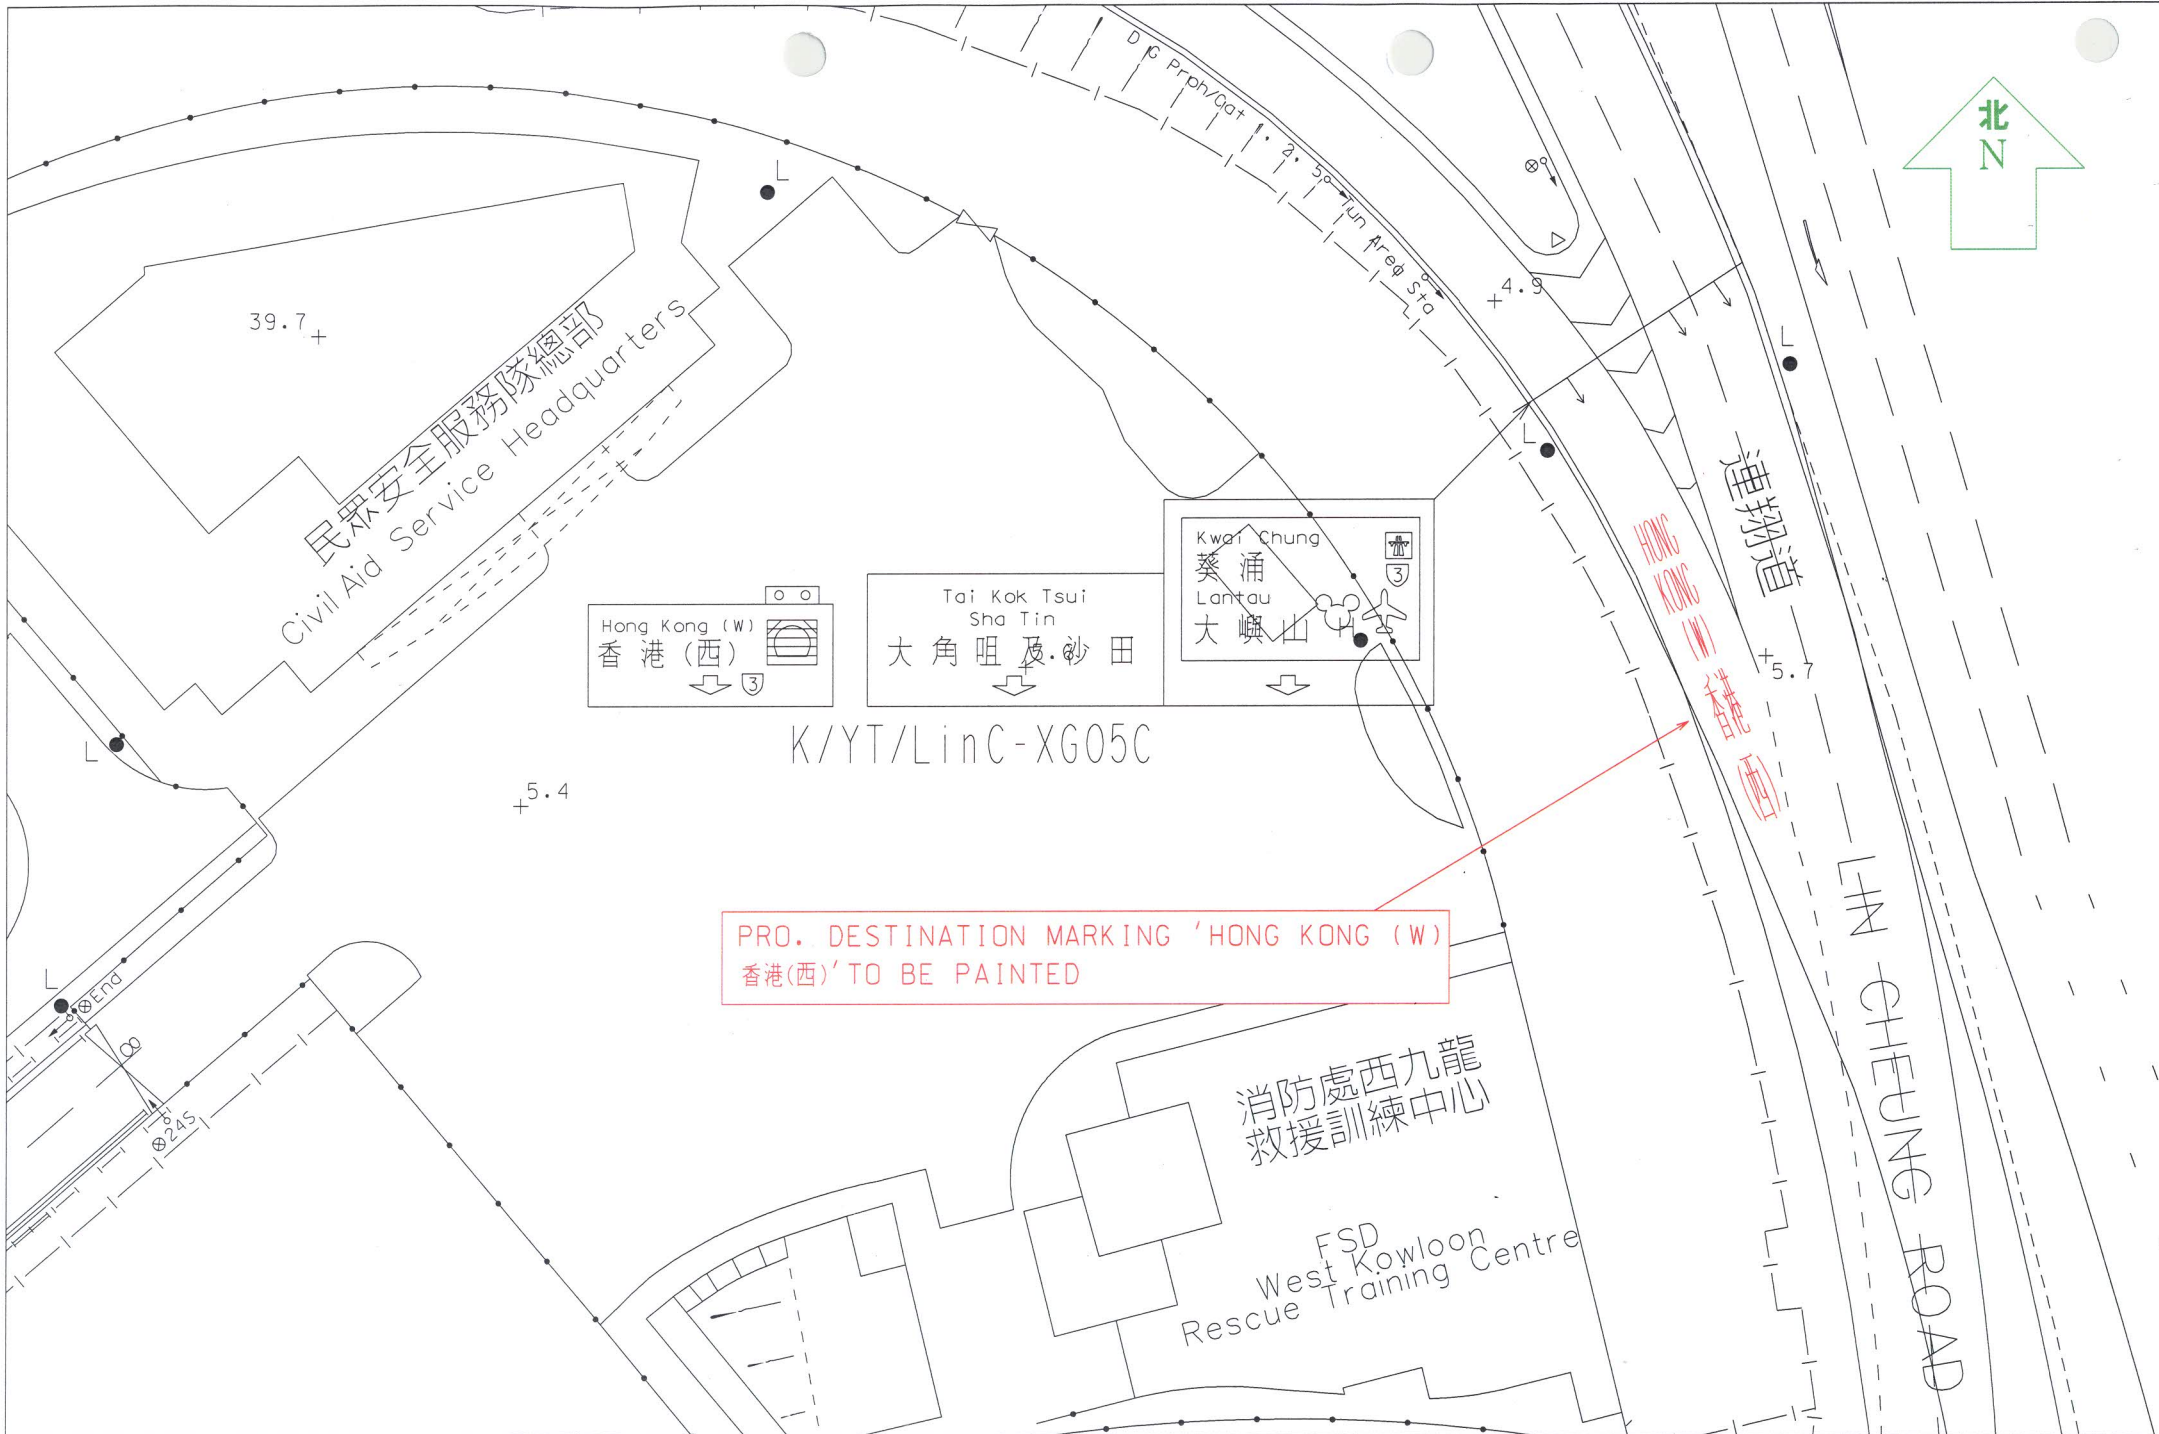 D G Prph/Gat 1, 2, 5
Tun Area Sta
北
N
L
39.7
4.9
L
L
民眾安全服務隊總部
Civil Aid Service Headquarters
連翔道
Kwai Chung
葵涌
Lantau
大嶼山
3
Tai Kok Tsui
Sha Tin
大角咀及沙田
Hong Kong (W)
香港(西)
3
HONG
KONG
(W)
香港
(西)
5.7
K/YT/LinC-XG05C
L
5.4
PRO. DESTINATION MARKING 'HONG KONG (W)
香港(西)' TO BE PAINTED
LIN CHEUNG ROAD
L
End
24S
消防處西九龍
救援訓練中心
FSD
West Kowloon
Rescue Training Centre